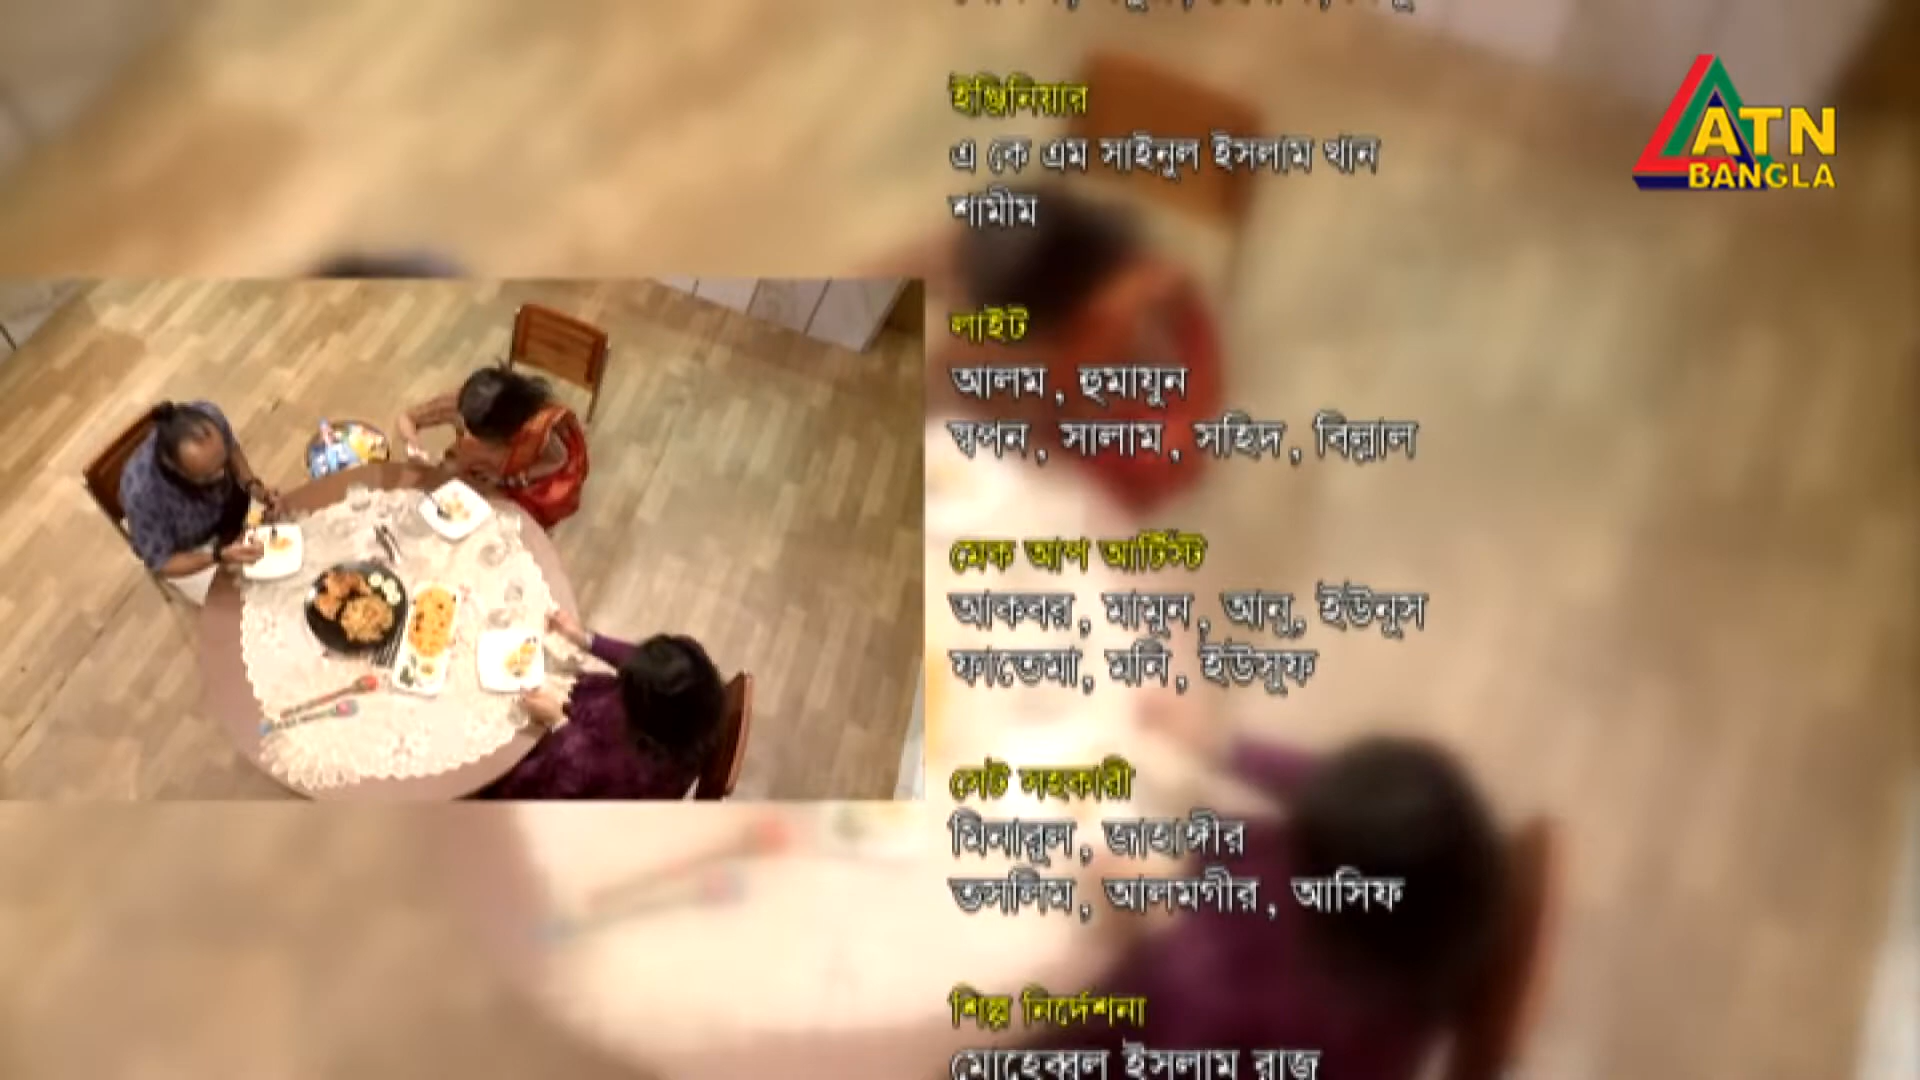 ইঞ্জিনিয়ার
এ কে এম সাইনুল ইসলাম খান
শামীম
লাইট
আলম, হুমায়ূন
স্বপন, সালাম, সহিদ, বিল্লাল
মেক আপ আর্টিস্ট
আকবর, মামুন, আনু, ইউনুস
ফাতেমা, মনি, ইউসুফ
সেট সহকারী
মিনারুল, জাহাঙ্গীর
তসলিম, আলমগীর, আসিফ
শিল্প নির্দেশনা
মোহেব্বুল ইসলাম রাজ
ATN
BANGLA